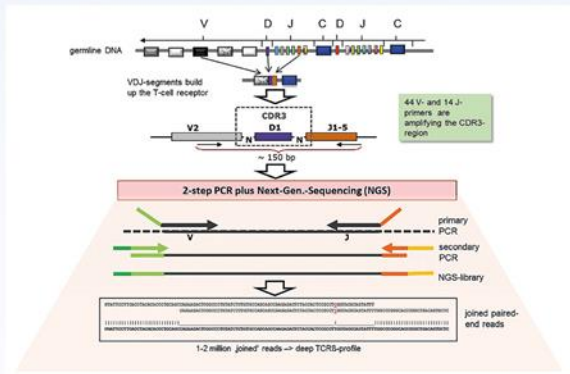 V D J C D J C
germline DNA
VDJ-segments build
up the T-cell receptor
CDR3
V2 N D1 N J1-5
~ 150 bp
44 V- and 14 J-
primers are
amplifying the CDR3-
region
2-step PCR plus Next-Gen.-Sequencing (NGS)
V J
primary
PCR
secondary
PCR
NGS-library
joined paired-
end reads
1-2 million ‚joined' reads --> deep TCRß-profile